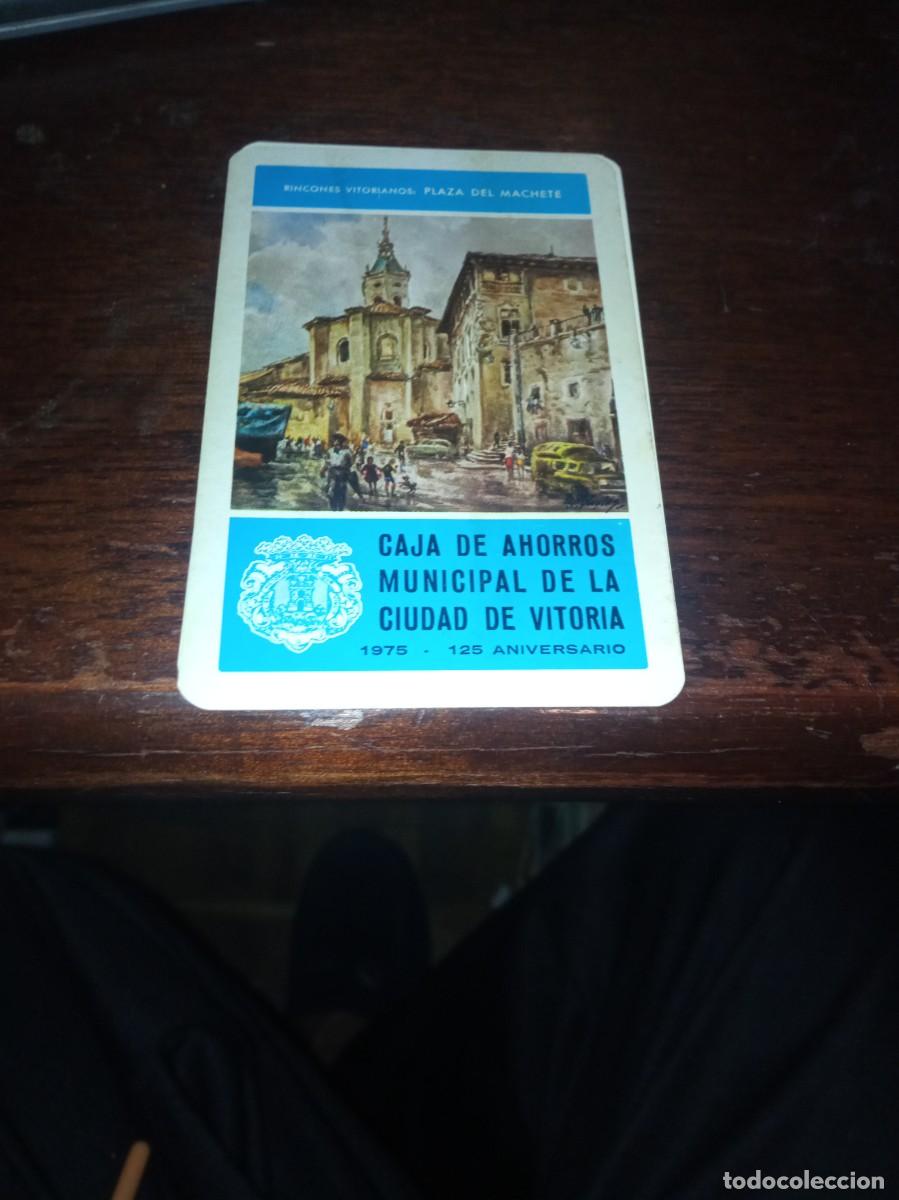 RINCONES VITORIANOS: PLAZA DEL MACHETE
CAJA DE AHORROS
MUNICIPAL DE LA
CIUDAD DE VITORIA
1975 - 125 ANIVERSARIO
todocoleccion